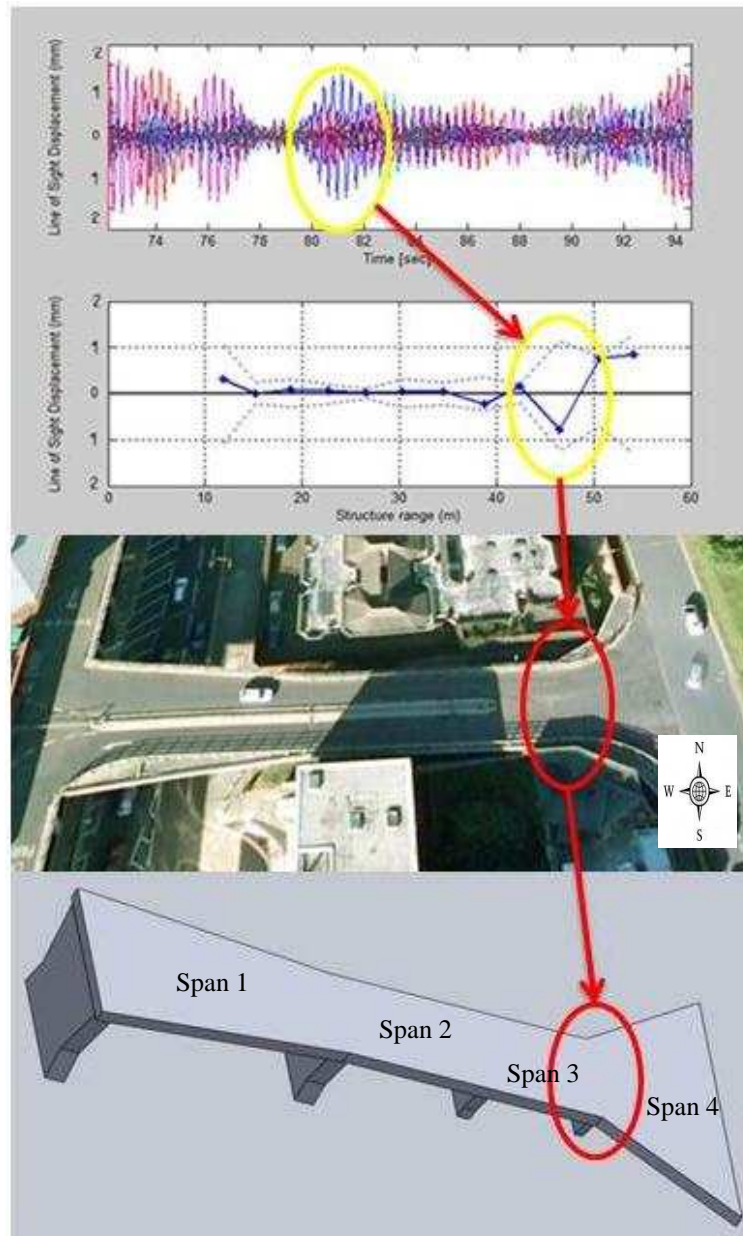 Line of Sight Displacement (mm)
2
1
0
1
2
74 76 78 80 82 84 86 88 90 92 94
Time [sec]
Line of Sight Displacement (mm)
2
1
0
1
2
0 10 20 30 40 50 60
Structure range (m)
N
W E
S
Span 1
Span 2
Span 3
Span 4